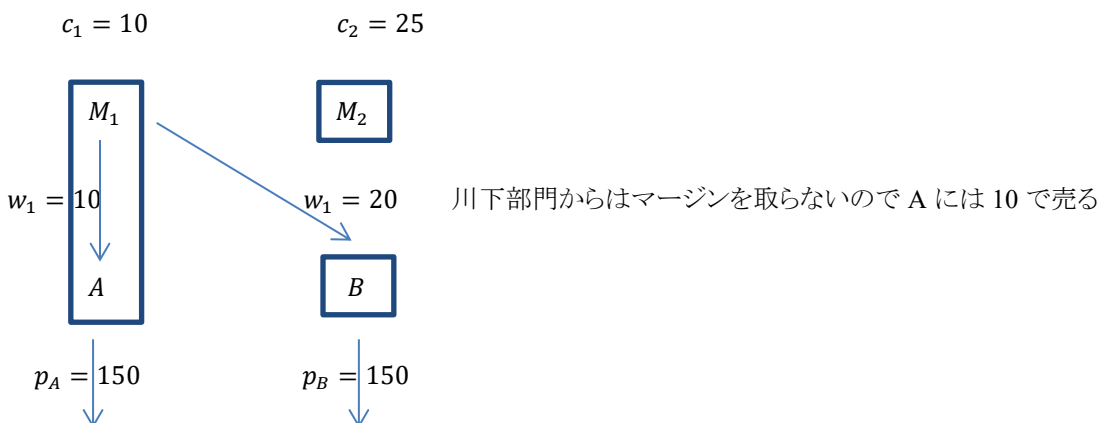 c₁ = 10 c₂ = 25
M₁ M₂
w₁ = 10 w₁ = 20 川下部門からはマージンを取らないので A には 10 で売る
A B
p_A = 150 p_B = 150